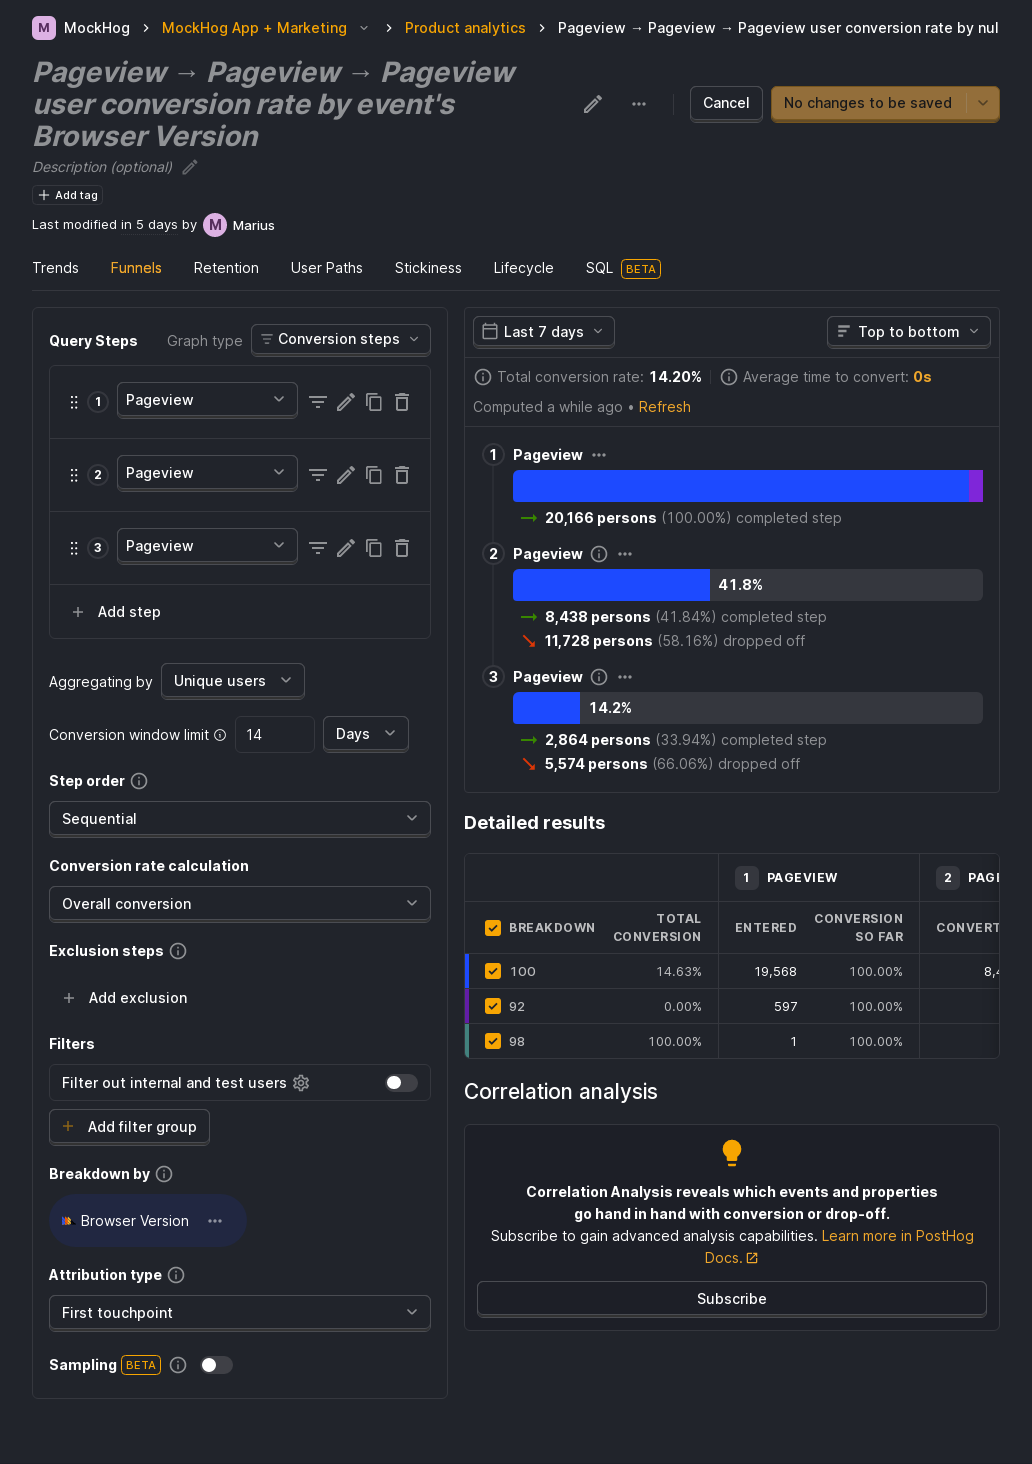 M MockHog MockHog App + Marketing Product analytics Pageview → Pageview → Pageview user conversion rate by nul
Pageview → Pageview → Pageview
user conversion rate by event's
Browser Version
Cancel
No changes to be saved
Description (optional)
Add tag
Last modified in 5 days by M Marius
Trends Funnels Retention User Paths Stickiness Lifecycle SQL BETA
Query Steps Graph type Conversion steps
1 Pageview
2 Pageview
3 Pageview
Add step
Aggregating by Unique users
Conversion window limit 14 Days
Step order
Sequential
Conversion rate calculation
Overall conversion
Exclusion steps
Add exclusion
Filters
Filter out internal and test users
Add filter group
Breakdown by
Browser Version
Attribution type
First touchpoint
Sampling BETA
Last 7 days Top to bottom
Total conversion rate: 14.20% Average time to convert: 0s
Computed a while ago • Refresh
1 Pageview
20,166 persons (100.00%) completed step
2 Pageview
41.8%
8,438 persons (41.84%) completed step
11,728 persons (58.16%) dropped off
3 Pageview
14.2%
2,864 persons (33.94%) completed step
5,574 persons (66.06%) dropped off
Detailed results
1 PAGEVIEW 2 PAGE
BREAKDOWN TOTAL CONVERSION ENTERED CONVERSION SO FAR CONVERT
100 14.63% 19,568 100.00% 8,4
92 0.00% 597 100.00%
98 100.00% 1 100.00%
Correlation analysis
Correlation Analysis reveals which events and properties
go hand in hand with conversion or drop-off.
Subscribe to gain advanced analysis capabilities. Learn more in PostHog
Docs.
Subscribe